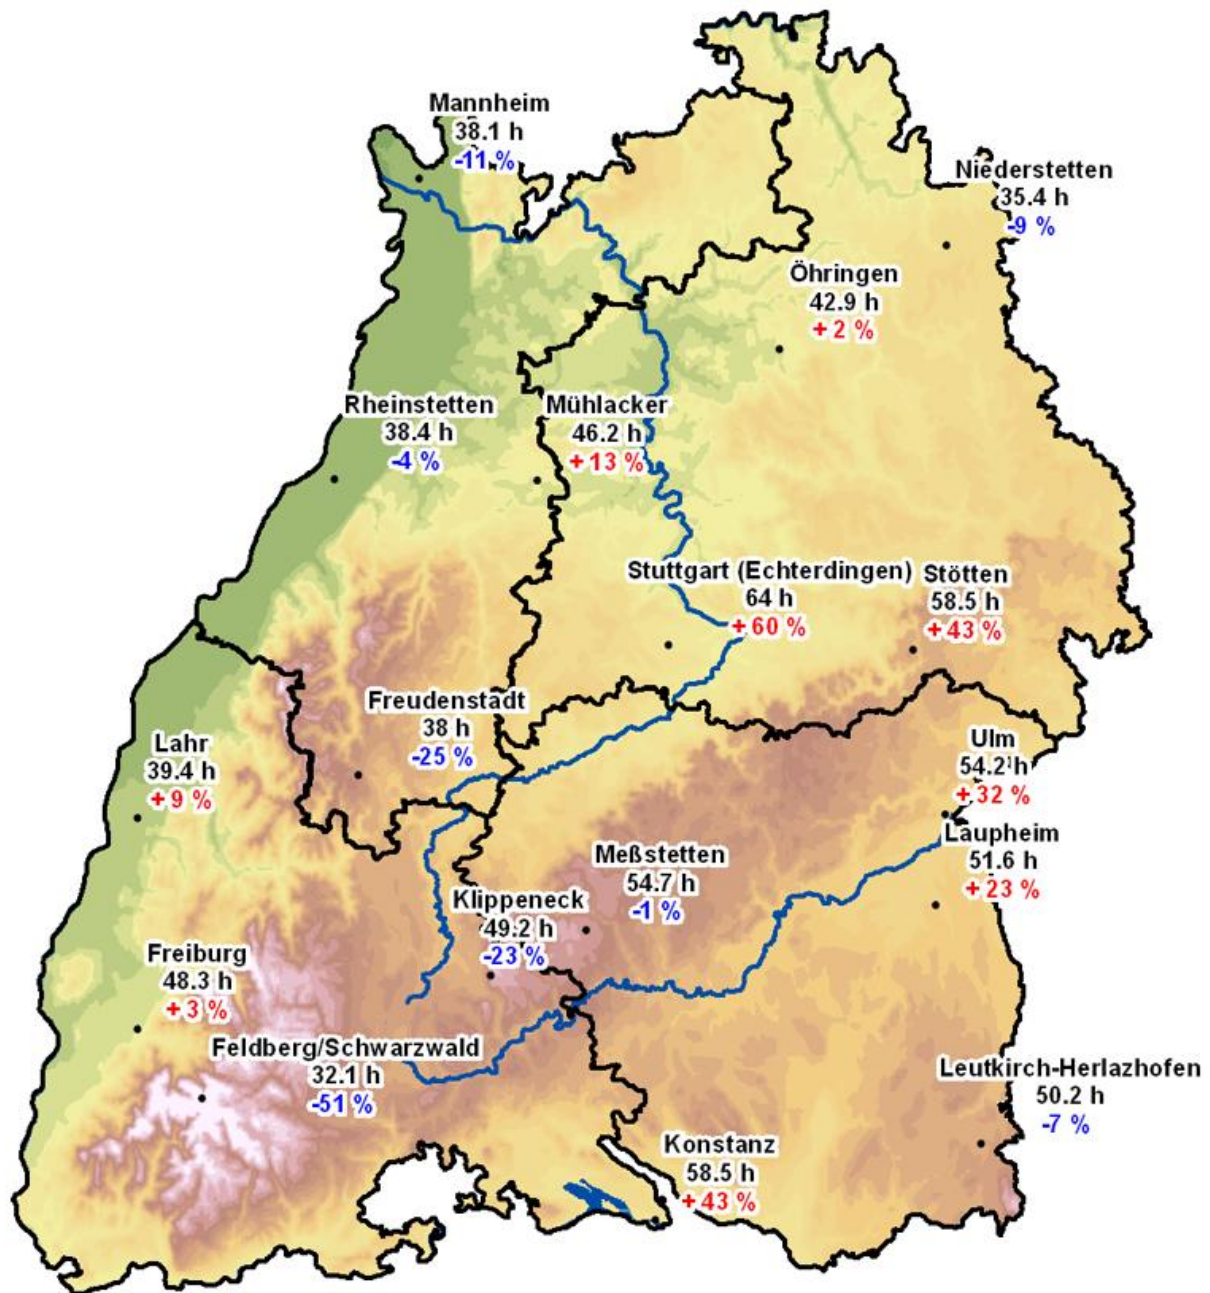 Mannheim
38.1 h
-11 %
Niederstetten
35.4 h
-9 %
Öhringen
42.9 h
+ 2 %
Rheinstetten
38.4 h
-4 %
Mühlacker
46.2 h
+ 13 %
Stuttgart (Echterdingen)
64 h
+ 60 %
Stötten
58.5 h
+ 43 %
Freudenstadt
38 h
-25 %
Lahr
39.4 h
+ 9 %
Ulm
54.2 h
+ 32 %
Laupheim
51.6 h
+ 23 %
Meßstetten
54.7 h
-1 %
Klippeneck
49.2 h
-23 %
Freiburg
48.3 h
+ 3 %
Feldberg/Schwarzwald
32.1 h
-51 %
Leutkirch-Herlazhofen
50.2 h
-7 %
Konstanz
58.5 h
+ 43 %